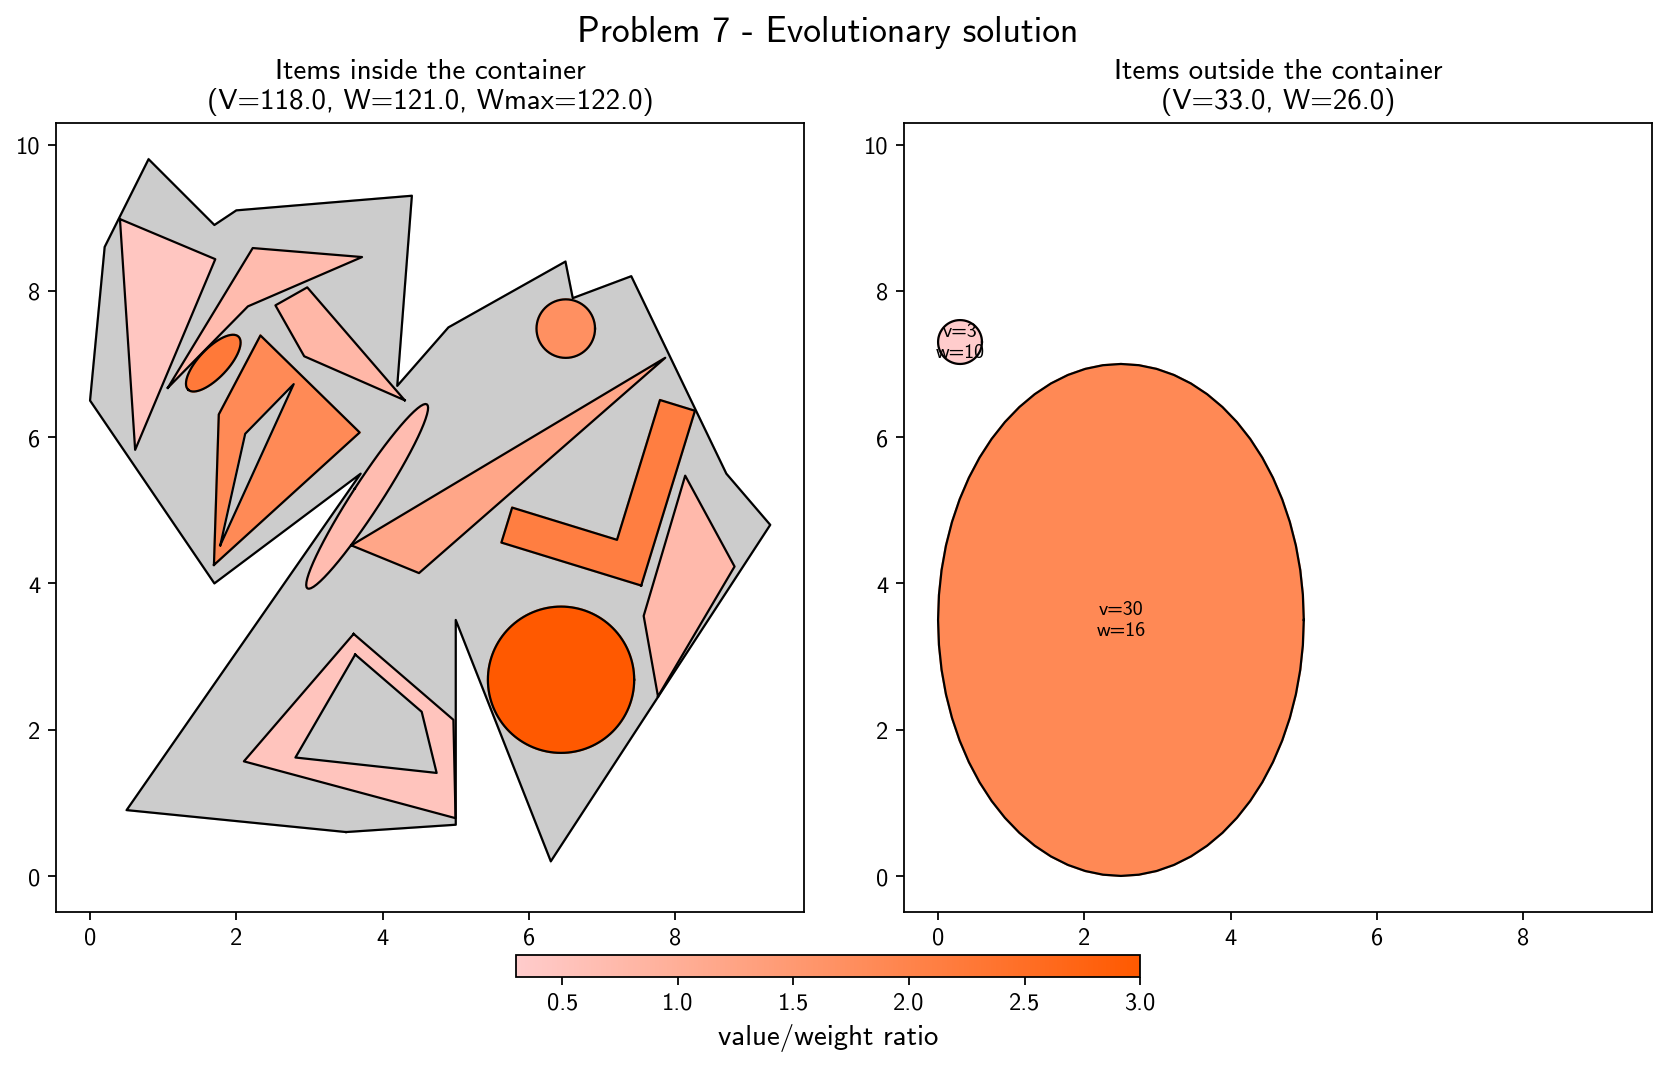 Problem 7 - Evolutionary solution
Items inside the container
(V=118.0, W=121.0, Wmax=122.0)
10
8
6
4
2
0
0 2 4 6 8
Items outside the container
(V=33.0, W=26.0)
10
8
6
4
2
0
v=3
w=10
v=30
w=16
0 2 4 6 8
0.5 1.0 1.5 2.0 2.5 3.0
value/weight ratio